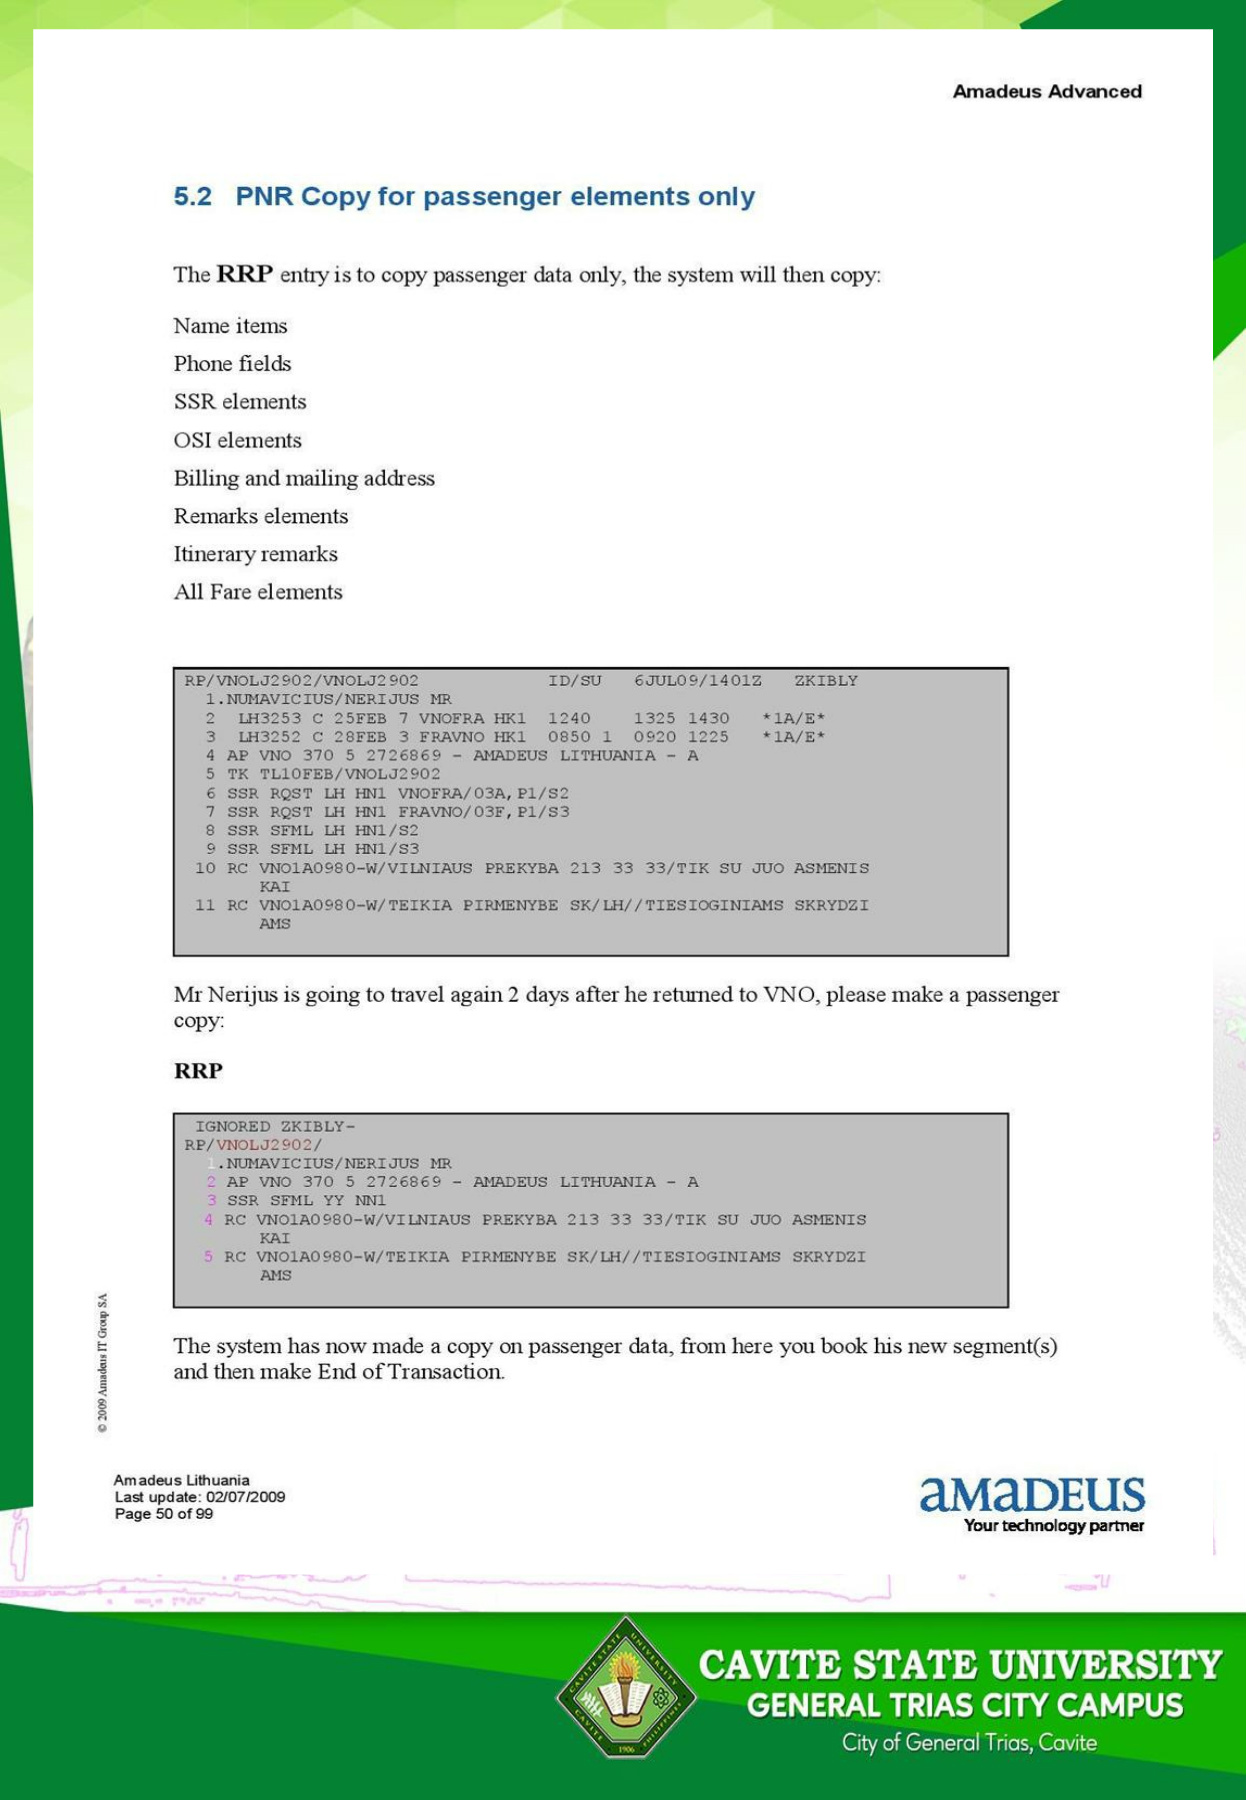 Amadeus Advanced
5.2 PNR Copy for passenger elements only
The RRP entry is to copy passenger data only, the system will then copy:
Name items
Phone fields
SSR elements
OSI elements
Billing and mailing address
Remarks elements
Itinerary remarks
All Fare elements
RP/VNOLJ2902/VNOLJ2902 ID/SU 6JUL09/1401Z ZKIBLY
1.NUMAVICIUS/NERIJUS MR
2 LH3253 C 25FEB 7 VNOFRA HK1 1240 1325 1430 *1A/E*
3 LH3252 C 28FEB 3 FRAVNO HK1 0850 1 0920 1225 *1A/E*
4 AP VNO 370 5 2726869 - AMADEUS LITHUANIA - A
5 TK TL10FEB/VNOLJ2902
6 SSR RQST LH HN1 VNOFRA/03A,P1/S2
7 SSR RQST LH HN1 FRAVNO/03F,P1/S3
8 SSR SFML LH HN1/S2
9 SSR SFML LH HN1/S3
10 RC VNO1A0980-W/VILNIAUS PREKYBA 213 33 33/TIK SU JUO ASMENIS
KAI
11 RC VNO1A0980-W/TEIKIA PIRMENYBE SK/LH//TIESIOGINIAMS SKRYDZI
AMS
Mr Nerijus is going to travel again 2 days after he returned to VNO, please make a passenger
copy:
RRP
IGNORED ZKIBLY-
RP/VNOLJ2902/
1.NUMAVICIUS/NERIJUS MR
2 AP VNO 370 5 2726869 - AMADEUS LITHUANIA - A
3 SSR SFML YY NN1
4 RC VNO1A0980-W/VILNIAUS PREKYBA 213 33 33/TIK SU JUO ASMENIS
KAI
5 RC VNO1A0980-W/TEIKIA PIRMENYBE SK/LH//TIESIOGINIAMS SKRYDZI
AMS
The system has now made a copy on passenger data, from here you book his new segment(s)
and then make End of Transaction.
© 2009 Amadeus IT Group SA
Amadeus Lithuania
Last update: 02/07/2009
Page 50 of 99
aMaDEUS
Your technology partner
CAVITE STATE UNIVERSITY
CAVITE
PHILIPPINES
1906
CAVITE STATE UNIVERSITY
GENERAL TRIAS CITY CAMPUS
City of General Trias, Cavite